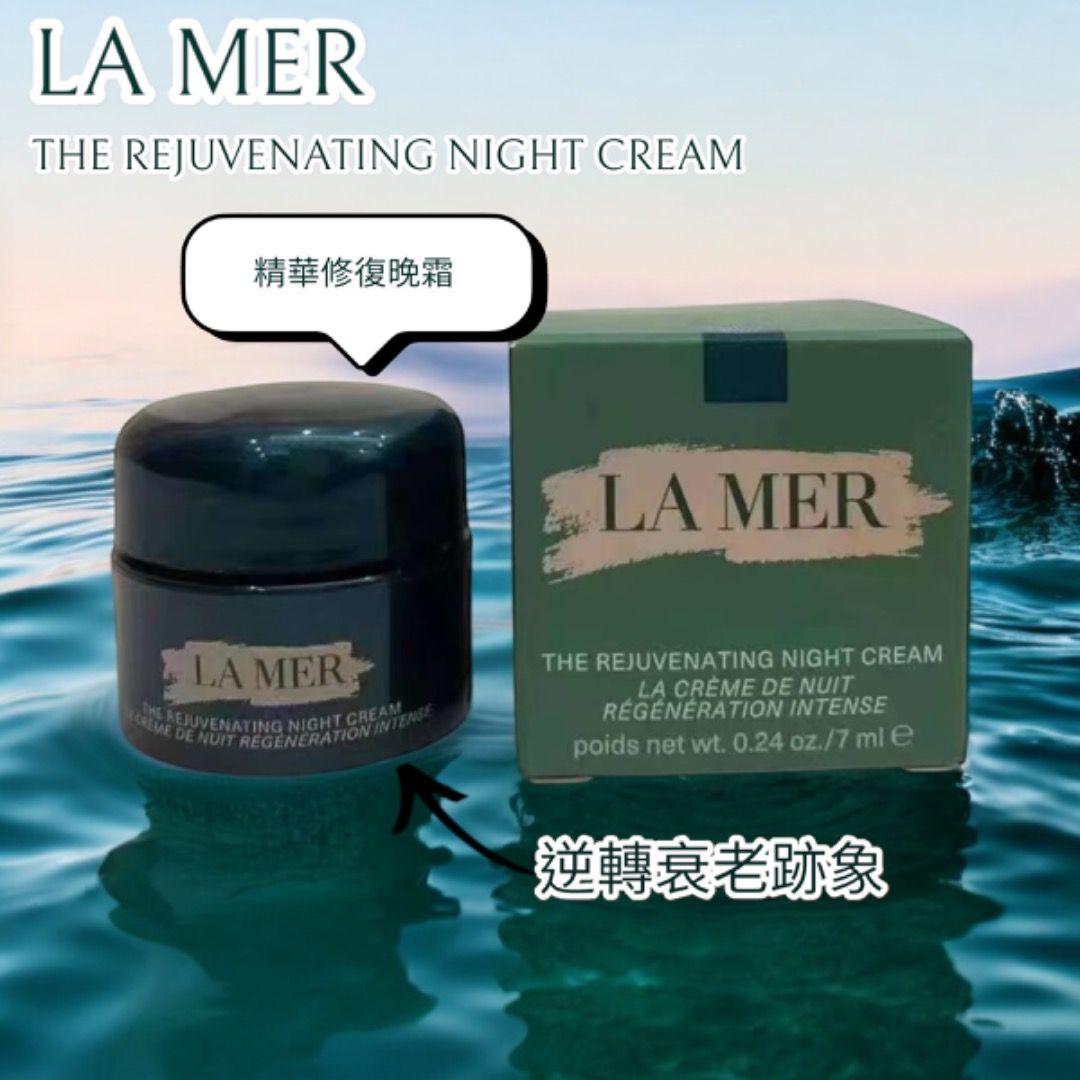 LA MER
THE REJUVENATING NIGHT CREAM
精華修復晚霜
LA MER
THE REJUVENATING NIGHT CREAM
LA CRÈME DE NUIT
RÉGÉNÉRATION INTENSE
poids net wt. 0.24 oz./7 ml ℮
LA MER
THE REJUVENATING NIGHT CREAM
CRÈME DE NUIT RÉGÉNÉRATION INTENSE
逆轉衰老跡象